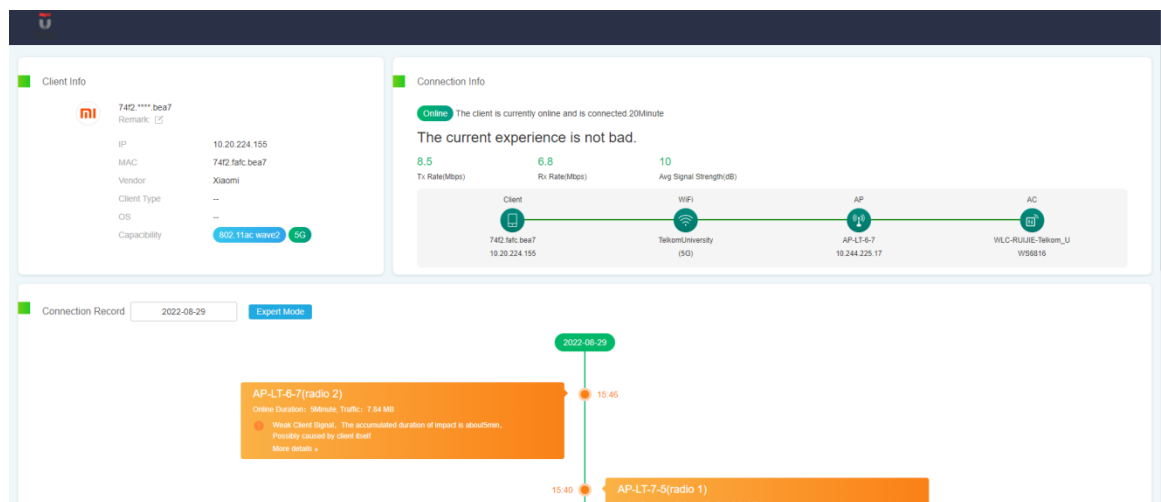 Client Info
mi
74f2.****.bea7
Remark:
IP 10.20.224.155
MAC 74f2.fafc.bea7
Vendor Xiaomi
Client Type --
OS --
Capacibility 802.11ac wave2 5G
Connection Info
Online The client is currently online and is connected.20Minute
The current experience is not bad.
8.5 6.8 10
Tx Rate(Mbps) Rx Rate(Mbps) Avg Signal Strength(dB)
Client WiFi AP AC
74f2.fafc.bea7 TelkomUniversity AP-LT-6-7 WLC-RUIJIE-Telkom_U
10.20.224.155 (5G) 10.244.225.17 WS6816
Connection Record 2022-08-29 Expert Mode
2022-08-29
AP-LT-6-7(radio 2) 15:46
Online Duration: 5Minute, Traffic: 7.84 MB
Weak Client Signal, The accumulated duration of impact is about5min,
Possibly caused by client itself
More details »
15:40 AP-LT-7-5(radio 1)